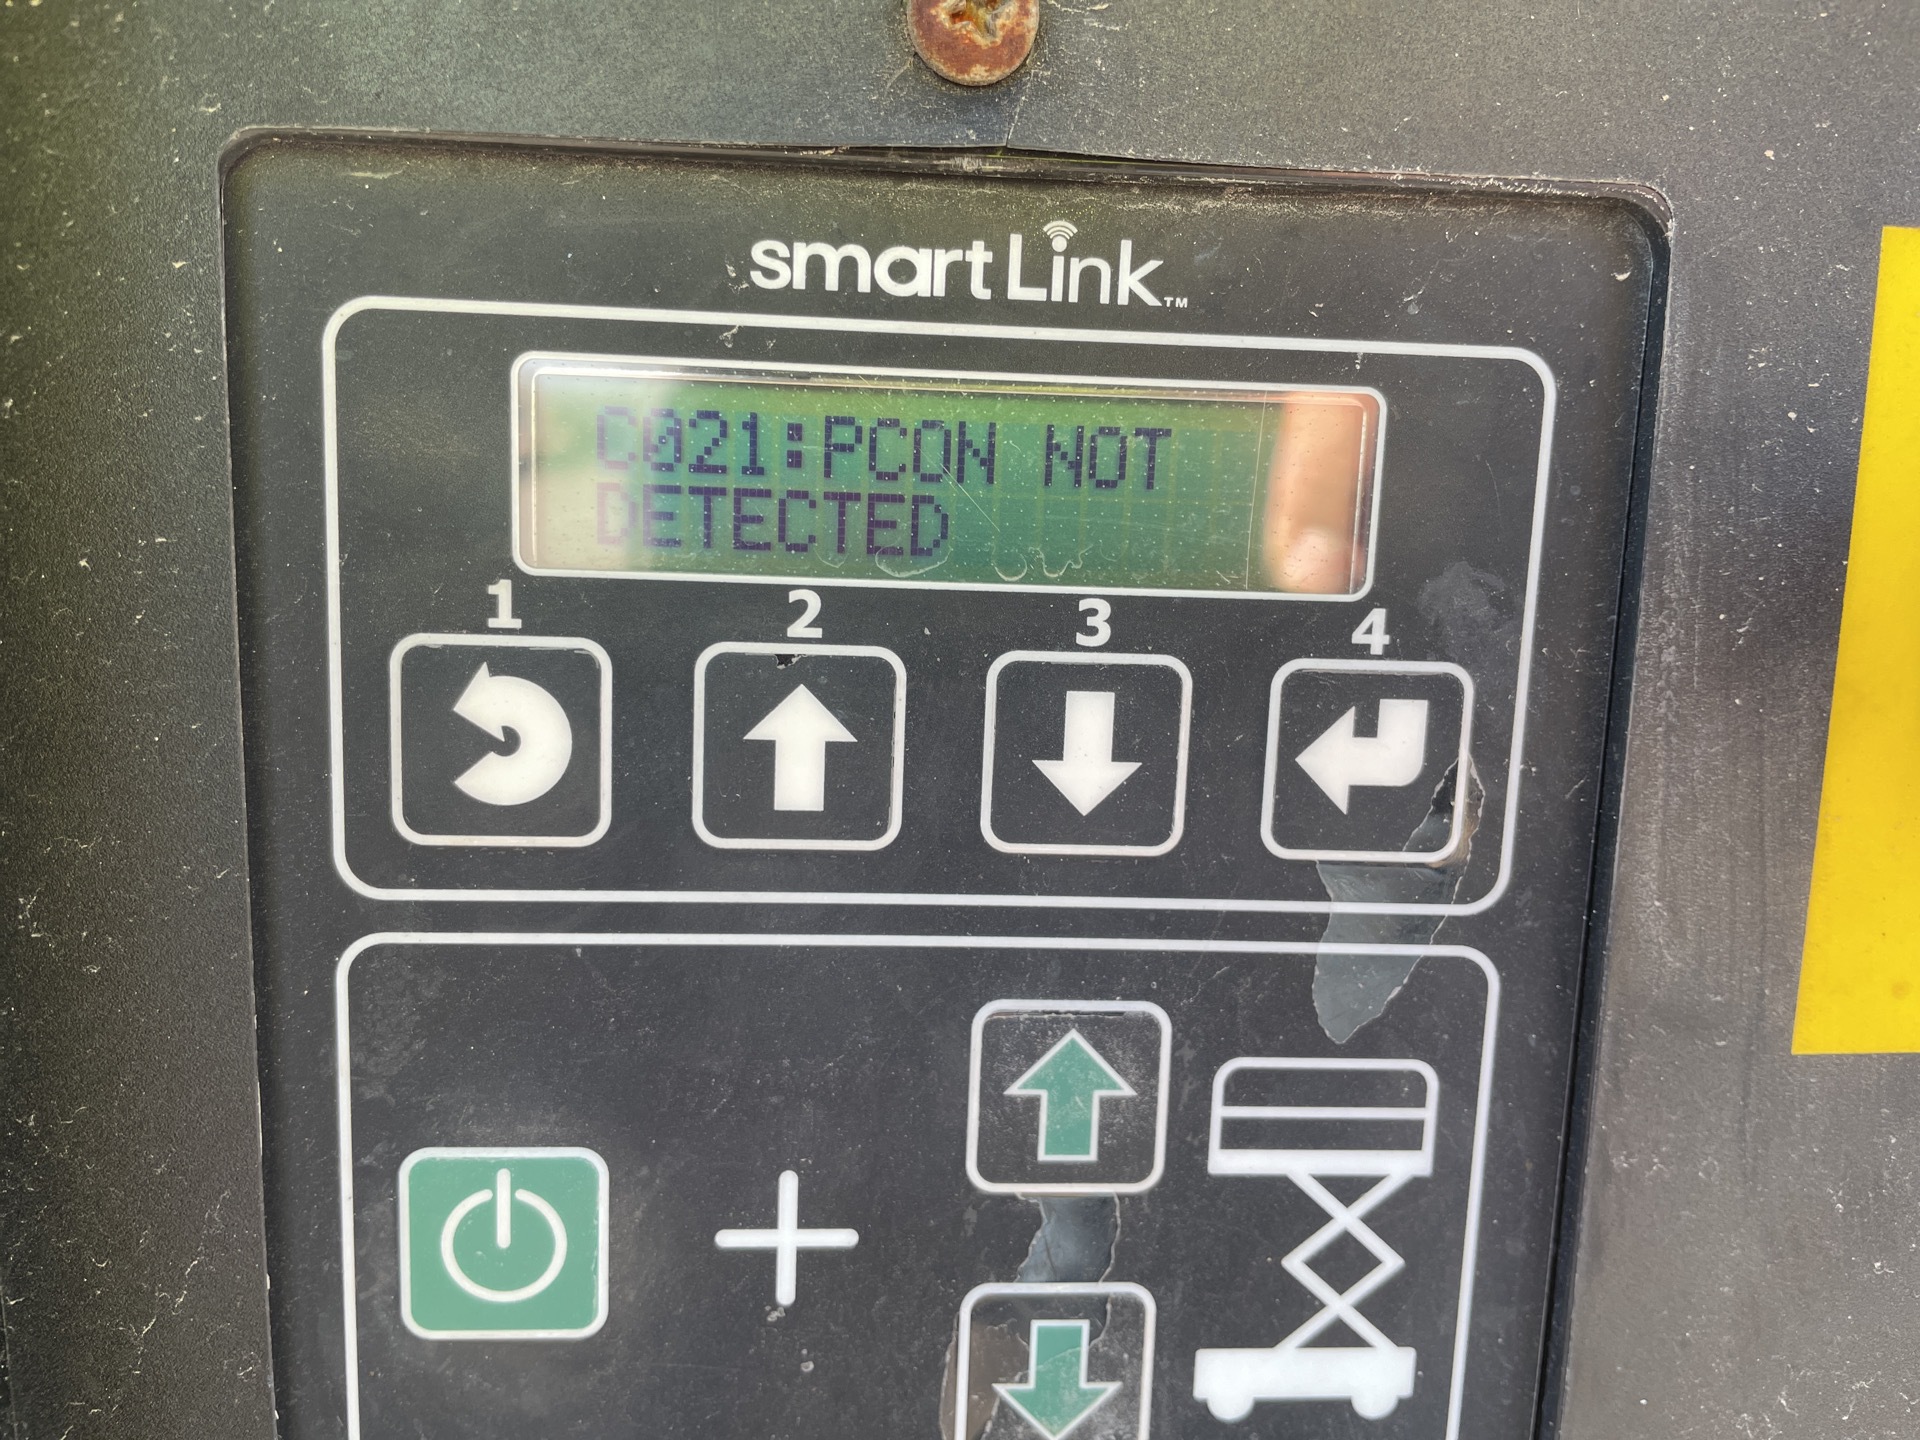 smart Link™
C021:PCON NOT
DETECTED
1 2 3 4